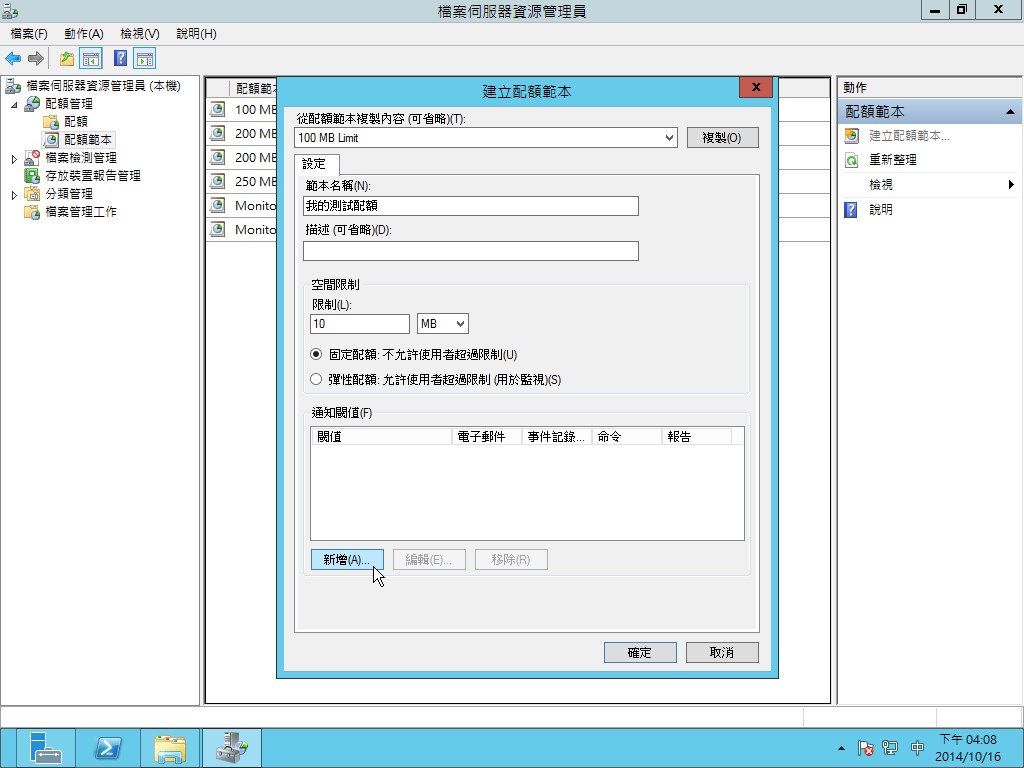 檔案伺服器資源管理員
檔案(F) 動作(A) 檢視(V) 說明(H)
檔案伺服器資源管理員 (本機)
配額管理
配額
配額範本
檔案檢測管理
存放裝置報告管理
分類管理
檔案管理工作
配額範本
100 MB
200 MB
200 MB
250 MB
Monito
Monito
建立配額範本
從配額範本複製內容 (可省略)(T):
100 MB Limit
複製(O)
設定
範本名稱(N):
我的測試配額
描述 (可省略)(D):
空間限制
限制(L):
10 MB
固定配額: 不允許使用者超過限制(U)
彈性配額: 允許使用者超過限制 (用於監視)(S)
通知閾值(F)
閾值 電子郵件 事件記錄... 命令 報告
新增(A)... 編輯(E)... 移除(R)
確定 取消
動作
配額範本
建立配額範本...
重新整理
檢視
說明
中
下午 04:08
2014/10/16